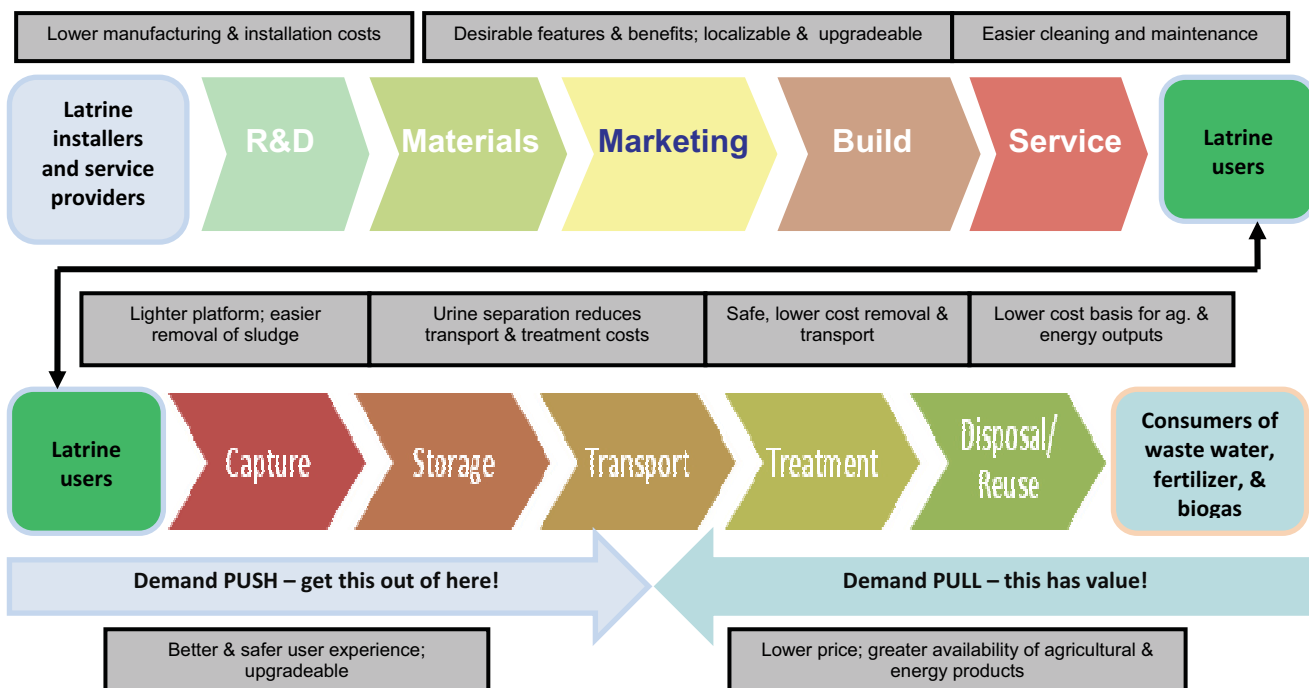 Lower manufacturing & installation costs
Desirable features & benefits; localizable & upgradeable
Easier cleaning and maintenance
Latrine
installers
and service
providers
R&D
Materials
Marketing
Build
Service
Latrine
users
Lighter platform; easier
removal of sludge
Urine separation reduces
transport & treatment costs
Safe, lower cost removal &
transport
Lower cost basis for ag. &
energy outputs
Latrine
users
Capture
Storage
Transport
Treatment
Disposal/
Reuse
Consumers of
waste water,
fertilizer, &
biogas
Demand PUSH – get this out of here!
Demand PULL – this has value!
Better & safer user experience;
upgradeable
Lower price; greater availability of agricultural &
energy products